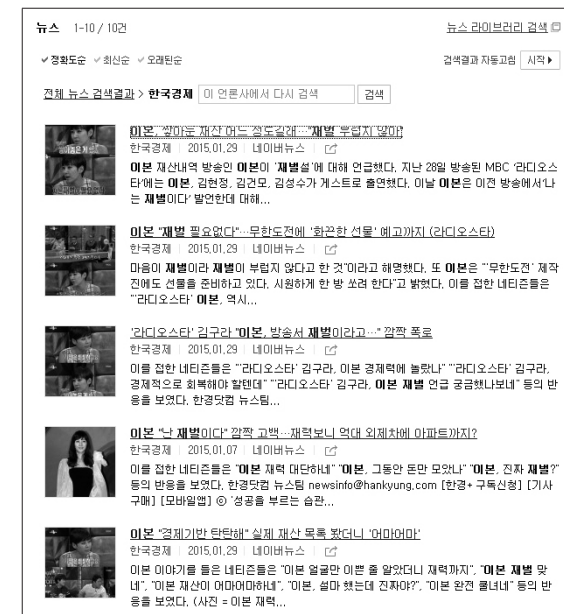 뉴스 1-10 / 10건
뉴스 라이브러리 검색
정확도순 최신순 오래된순
검색결과 자동고침 시작
전체 뉴스 검색결과 > 한국경제 이 언론사에서 다시 검색 검색
이본, 쌓아둔 재산 어느 정도길래…"재벌 부럽지 않아"
한국경제 | 2015.01.29 | 네이버뉴스
이본 재산내역 방송인 이본이 '재벌설'에 대해 언급했다. 지난 28일 방송된 MBC '라디오스
타'에는 이본, 김현정, 김건모, 김성수가 게스트로 출연했다. 이날 이본은 이전 방송에서'나
는 재벌이다' 발언한데 대해...
이본 "재벌 필요없다"…무한도전에 '화끈한 선물' 예고까지 (라디오스타)
한국경제 | 2015.01.29 | 네이버뉴스
마음이 재벌이라 재벌이 부럽지 않다고 한 것"이라고 해명했다. 또 이본은 "'무한도전' 제작
진에도 선물을 준비하고 있다. 시원하게 한 방 쏘려 한다"고 밝혔다. 이를 접한 네티즌들은
"'라디오스타' 이본, 역시...
'라디오스타' 김구라 "이본, 방송서 재벌이라고…" 깜짝 폭로
한국경제 | 2015.01.29 | 네이버뉴스
이를 접한 네티즌들은 "'라디오스타' 김구라, 이본 경제력에 놀랐나" "'라디오스타' 김구라,
경제적으로 회복해야 할텐데" "'라디오스타' 김구라, 이본 재벌 언급 궁금했나보네" 등의 반
응을 보였다. 한경닷컴 뉴스팀...
이본 "난 재벌이다" 깜짝 고백…재력보니 억대 외제차에 아파트까지?
한국경제 | 2015.01.07 | 네이버뉴스
이를 접한 네티즌들은 "이본 재력 대단하네" "이본, 그동안 돈만 모았나" "이본, 진짜 재벌?"
등의 반응을 보였다. 한경닷컴 뉴스팀 newsinfo@hankyung.com [한경+ 구독신청] [기사
구매] [모바일앱] ⓒ '성공을 부르는 습관...
이본 "경제기반 탄탄해" 실제 재산 목록 봤더니 '어마어마'
한국경제 | 2015.01.29 | 네이버뉴스
이본 이야기를 들은 네티즌들은 "이본 얼굴만 이쁜 줄 알았더니 재력까지", "이본 재벌 맞
네", "이본 재산이 어마어마하네", "이본, 설마 했는데 진짜야?", "이본 완전 쿨녀네" 등의 반
응을 보였다. (사진 = 이본 재력...